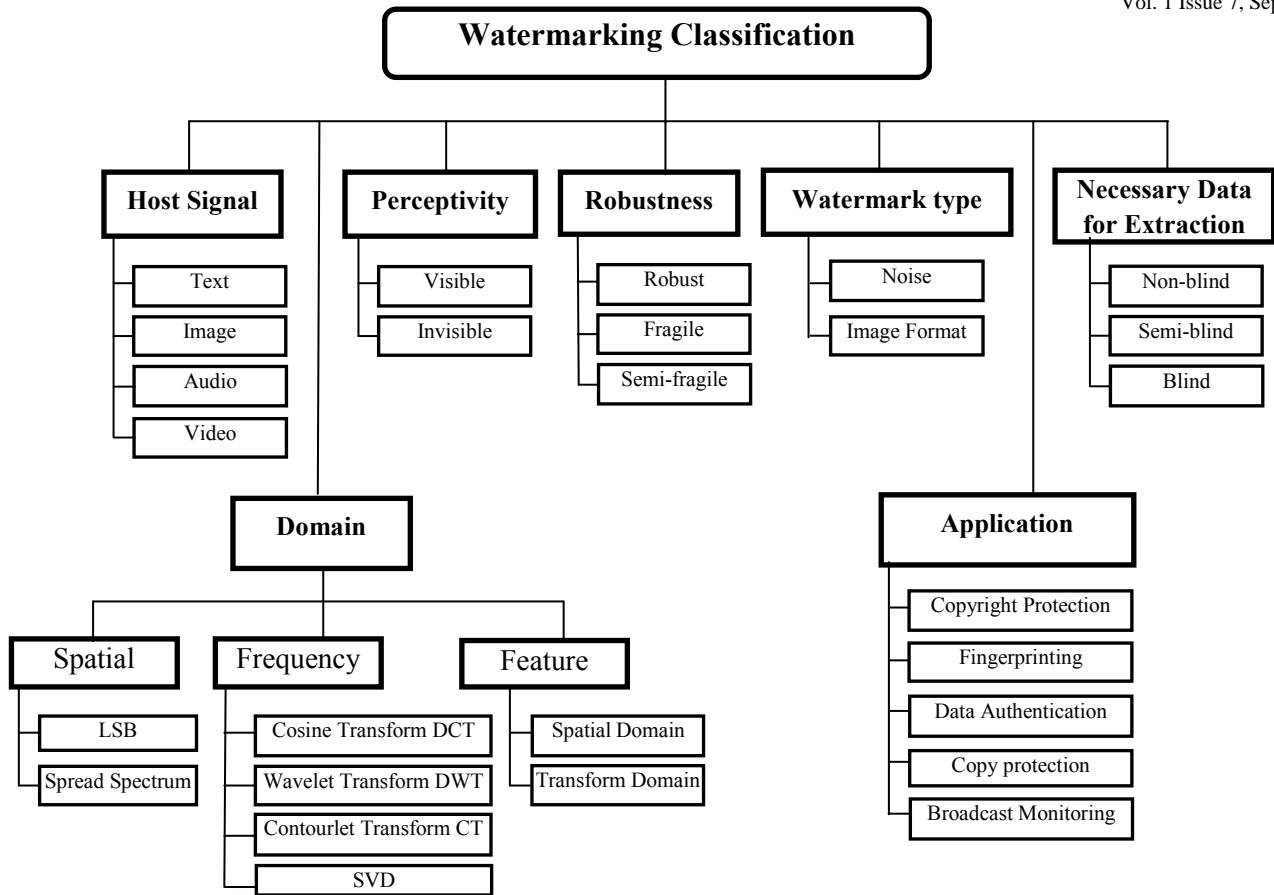 Vol. 1 Issue 7, Sep
Watermarking Classification
Host Signal
Text
Image
Audio
Video
Perceptivity
Visible
Invisible
Robustness
Robust
Fragile
Semi-fragile
Watermark type
Noise
Image Format
Necessary Data
for Extraction
Non-blind
Semi-blind
Blind
Domain
Spatial
LSB
Spread Spectrum
Frequency
Cosine Transform DCT
Wavelet Transform DWT
Contourlet Transform CT
SVD
Feature
Spatial Domain
Transform Domain
Application
Copyright Protection
Fingerprinting
Data Authentication
Copy protection
Broadcast Monitoring